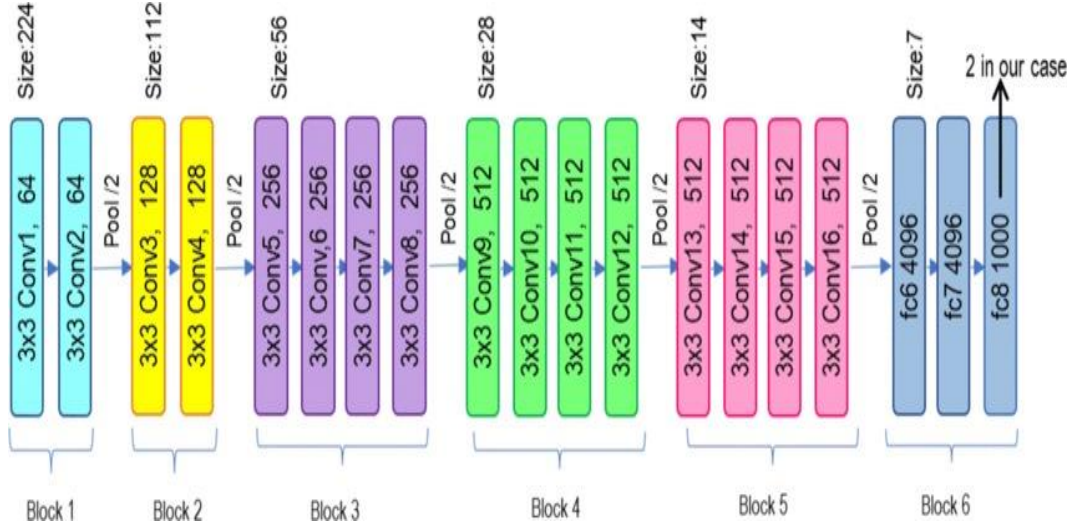 Size:224
Size:112
Size:56
Size:28
Size:14
Size:7
2 in our case
3x3 Conv1, 64
3x3 Conv2, 64
Pool /2
3x3 Conv3, 128
3x3 Conv4, 128
Pool /2
3x3 Conv5, 256
3x3 Conv,6 256
3x3 Conv7, 256
3x3 Conv8, 256
Pool /2
3x3 Conv9, 512
3x3 Conv10, 512
3x3 Conv11, 512
3x3 Conv12, 512
Pool /2
3x3 Conv13, 512
3x3 Conv14, 512
3x3 Conv15, 512
3x3 Conv16, 512
Pool /2
fc6 4096
fc7 4096
fc8 1000
Block 1
Block 2
Block 3
Block 4
Block 5
Block 6